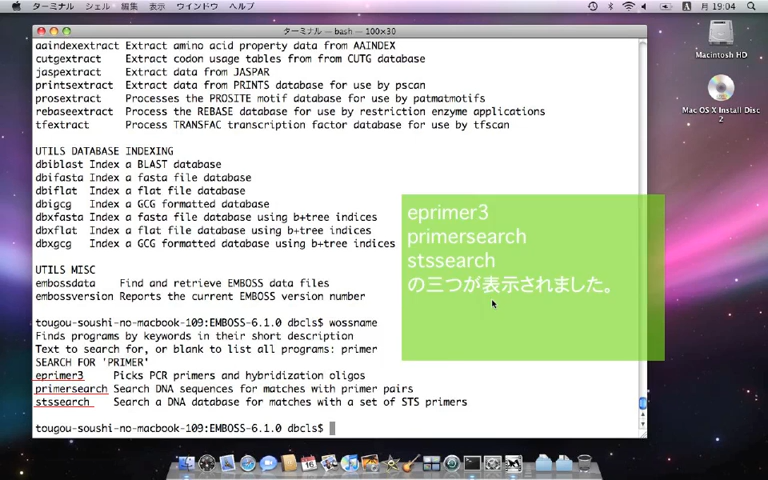 ターミナル シェル 編集 表示 ウインドウ ヘルプ 月 19:04
ターミナル — bash — 100×30
aaindexextract Extract amino acid property data from AAINDEX
cutgextract Extract codon usage tables from from CUTG database
jaspextract Extract data from JASPAR
printsextract Extract data from PRINTS database for use by pscan
prosextract Processes the PROSITE motif database for use by patmatmotifs
rebaseextract Process the REBASE database for use by restriction enzyme applications
tfextract Process TRANSFAC transcription factor database for use by tfscan
UTILS DATABASE INDEXING
dbiblast Index a BLAST database
dbifasta Index a fasta file database
dbiflat Index a flat file database
dbigcg Index a GCG formatted database
dbxfasta Index a fasta file database using b+tree indices
dbxflat Index a flat file database using b+tree indices
dbxgcg Index a GCG formatted database using b+tree indices
UTILS MISC
embossdata Find and retrieve EMBOSS data files
embossversion Reports the current EMBOSS version number
tougou-soushi-no-macbook-109:EMBOSS-6.1.0 dbcls$ wossname
Finds programs by keywords in their short description
Text to search for, or blank to list all programs: primer
SEARCH FOR 'PRIMER'
eprimer3 Picks PCR primers and hybridization oligos
primersearch Search DNA sequences for matches with primer pairs
stssearch Search a DNA database for matches with a set of STS primers
tougou-soushi-no-macbook-109:EMBOSS-6.1.0 dbcls$
eprimer3
primersearch
stssearch
の三つが表示されました。
Macintosh HD
Mac OS X Install Disc
2